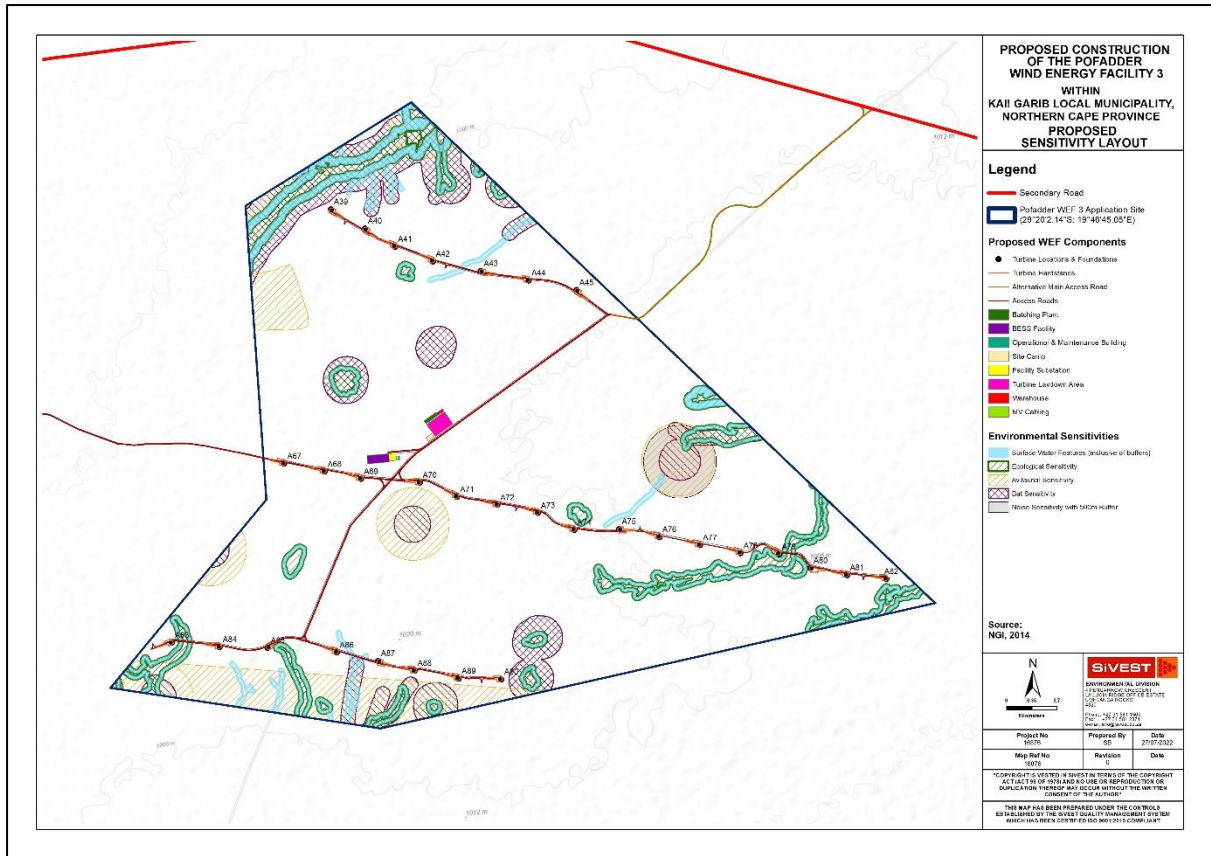 PROPOSED CONSTRUCTION
OF THE POFADDER
WIND ENERGY FACILITY 3
WITHIN
KAI! GARIB LOCAL MUNICIPALITY,
NORTHERN CAPE PROVINCE
PROPOSED
SENSITIVITY LAYOUT
Legend
Secondary Road
Pofadder WEF 3 Application Site
(29°20'2.14"S; 19°46'45.05"E)
Proposed WEF Components
Turbine Locations & Foundations
Turbine Hardstands
Alternative Main Access Road
Access Roads
Batching Plant
BESS Facility
Operational & Maintenance Building
Site Camp
Facility Substation
Turbine Laydown Area
Warehouse
MV Cabling
Environmental Sensitivities
Surface Water Features (inclusive of buffers)
Ecological Sensitivity
Avifaunal Sensitivity
Bat Sensitivity
Noise Sensitivity with 500m Buffer
Source:
NGI, 2014
N
Kilometers
SiVEST
ENVIRONMENTAL DIVISION
LA LUCIA RIDGE OFFICE ESTATE
Project No
Prepared By
SB
Date
27/07/2022
Map Ref No
Revision
0
Date
"COPYRIGHT IS VESTED IN SIVEST IN TERMS OF THE COPYRIGHT
ACT (ACT 98 OF 1978) AND NO USE OR REPRODUCTION OR
DUPLICATION THEREOF MAY OCCUR WITHOUT THE WRITTEN
CONSENT OF THE AUTHOR"
THIS MAP HAS BEEN PREPARED UNDER THE CONTROLS
ESTABLISHED BY THE SIVEST QUALITY MANAGEMENT SYSTEM
WHICH HAS BEEN CERTIFIED ISO 9001:2015 COMPLIANT
1012 m
A39
A40
A41
A42
A43
A44
A45
A67
A68
A69
A70
A71
A72
A73
A74
A75
A76
A77
A78
A79
A80
A81
A82
A84
A86
A87
A88
A89
1020 m
1012 m